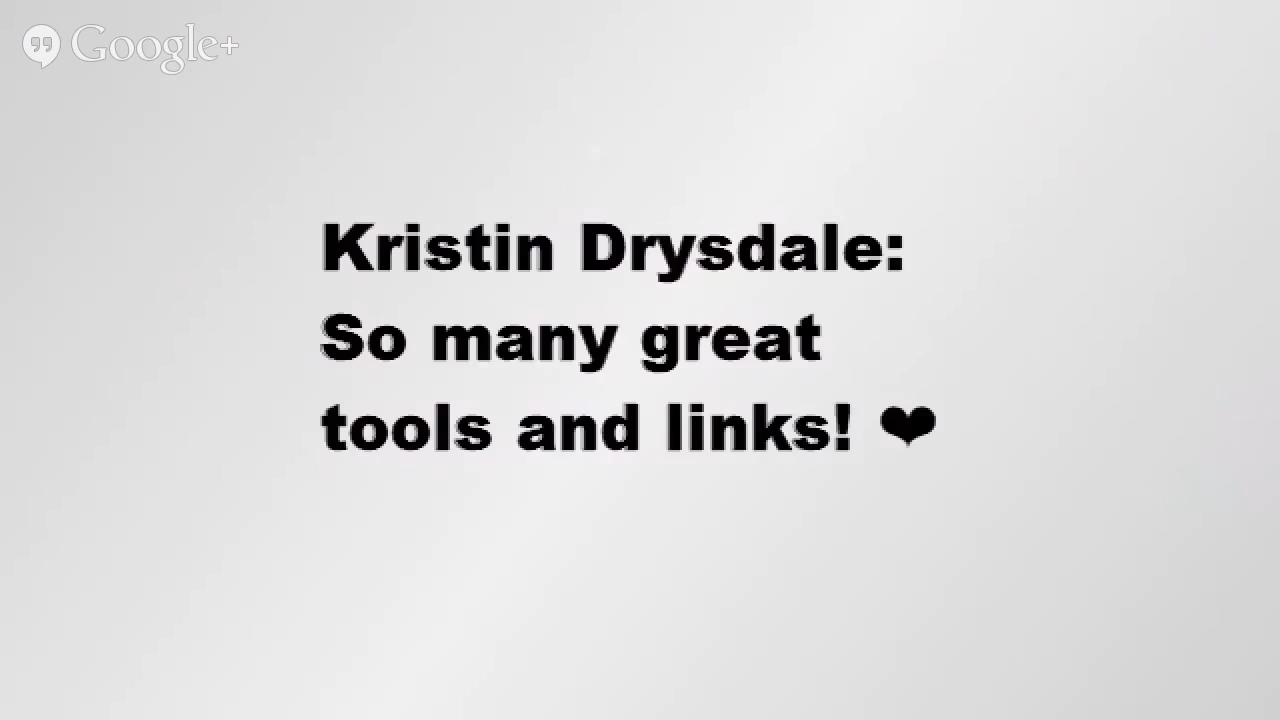 Google+
Kristin Drysdale:
So many great
tools and links! ❤